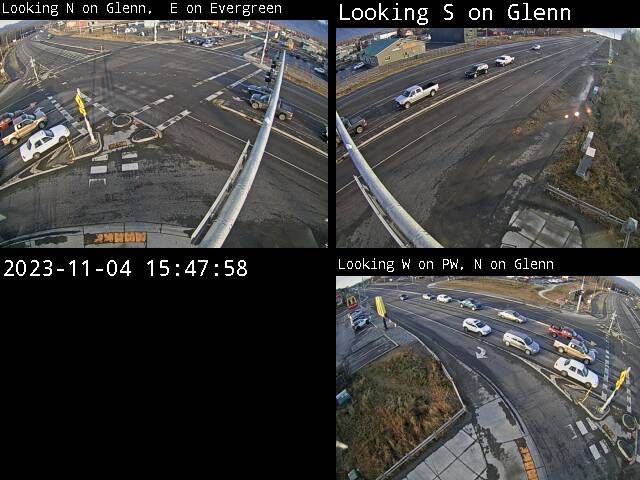 Looking N on Glenn,  E on Evergreen
Looking S on Glenn
2023-11-04 15:47:58
Looking W on PW, N on Glenn